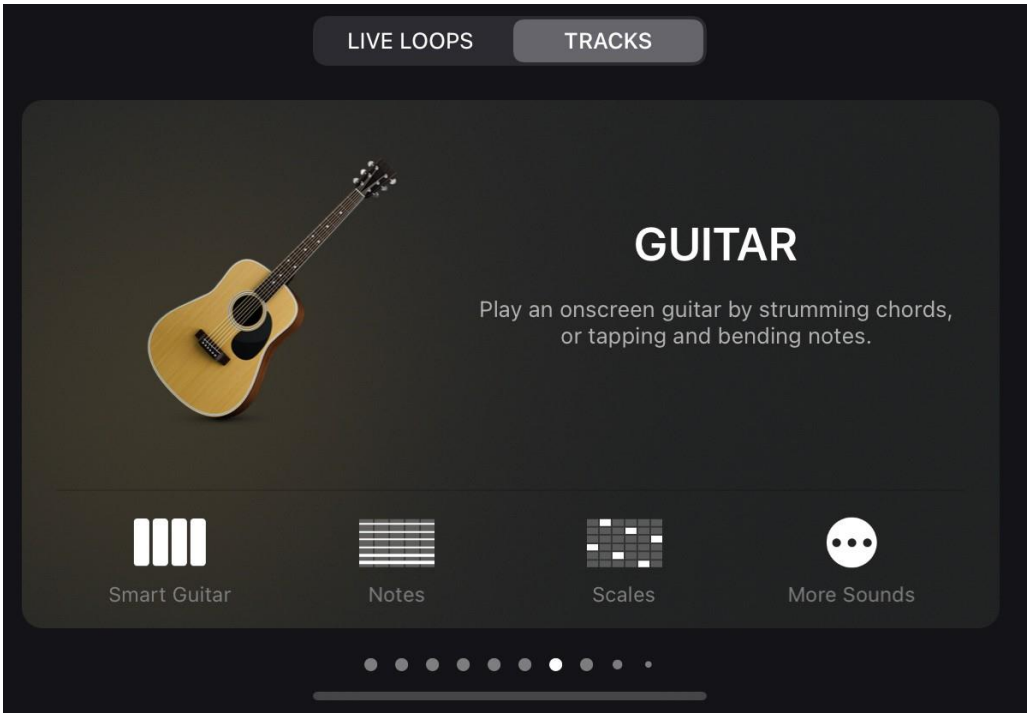 LIVE LOOPS
TRACKS
GUITAR
Play an onscreen guitar by strumming chords,
or tapping and bending notes.
Smart Guitar
Notes
Scales
More Sounds